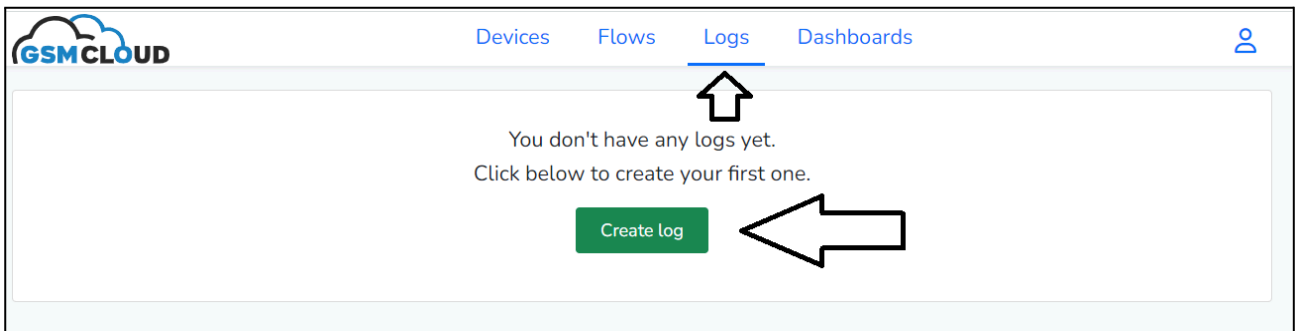 GSMCLOUD
Devices Flows Logs Dashboards
You don't have any logs yet.
Click below to create your first one.
Create log